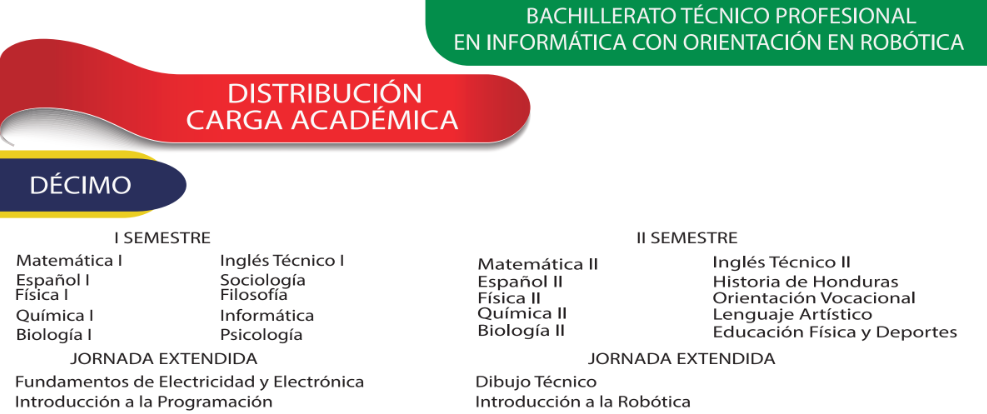 BACHILLERATO TÉCNICO PROFESIONAL
EN INFORMÁTICA CON ORIENTACIÓN EN ROBÓTICA
DISTRIBUCIÓN
CARGA ACADÉMICA
DÉCIMO
I SEMESTRE
Matemática I
Español I
Física I
Química I
Biología I
Inglés Técnico I
Sociología
Filosofía
Informática
Psicología
JORNADA EXTENDIDA
Fundamentos de Electricidad y Electrónica
Introducción a la Programación
II SEMESTRE
Matemática II
Español II
Física II
Química II
Biología II
Inglés Técnico II
Historia de Honduras
Orientación Vocacional
Lenguaje Artístico
Educación Física y Deportes
JORNADA EXTENDIDA
Dibujo Técnico
Introducción a la Robótica